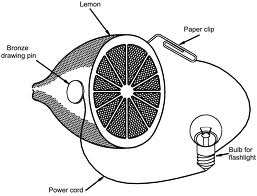 Lemon
Paper clip
Bronze
drawing pin
Bulb for
flashlight
Power cord